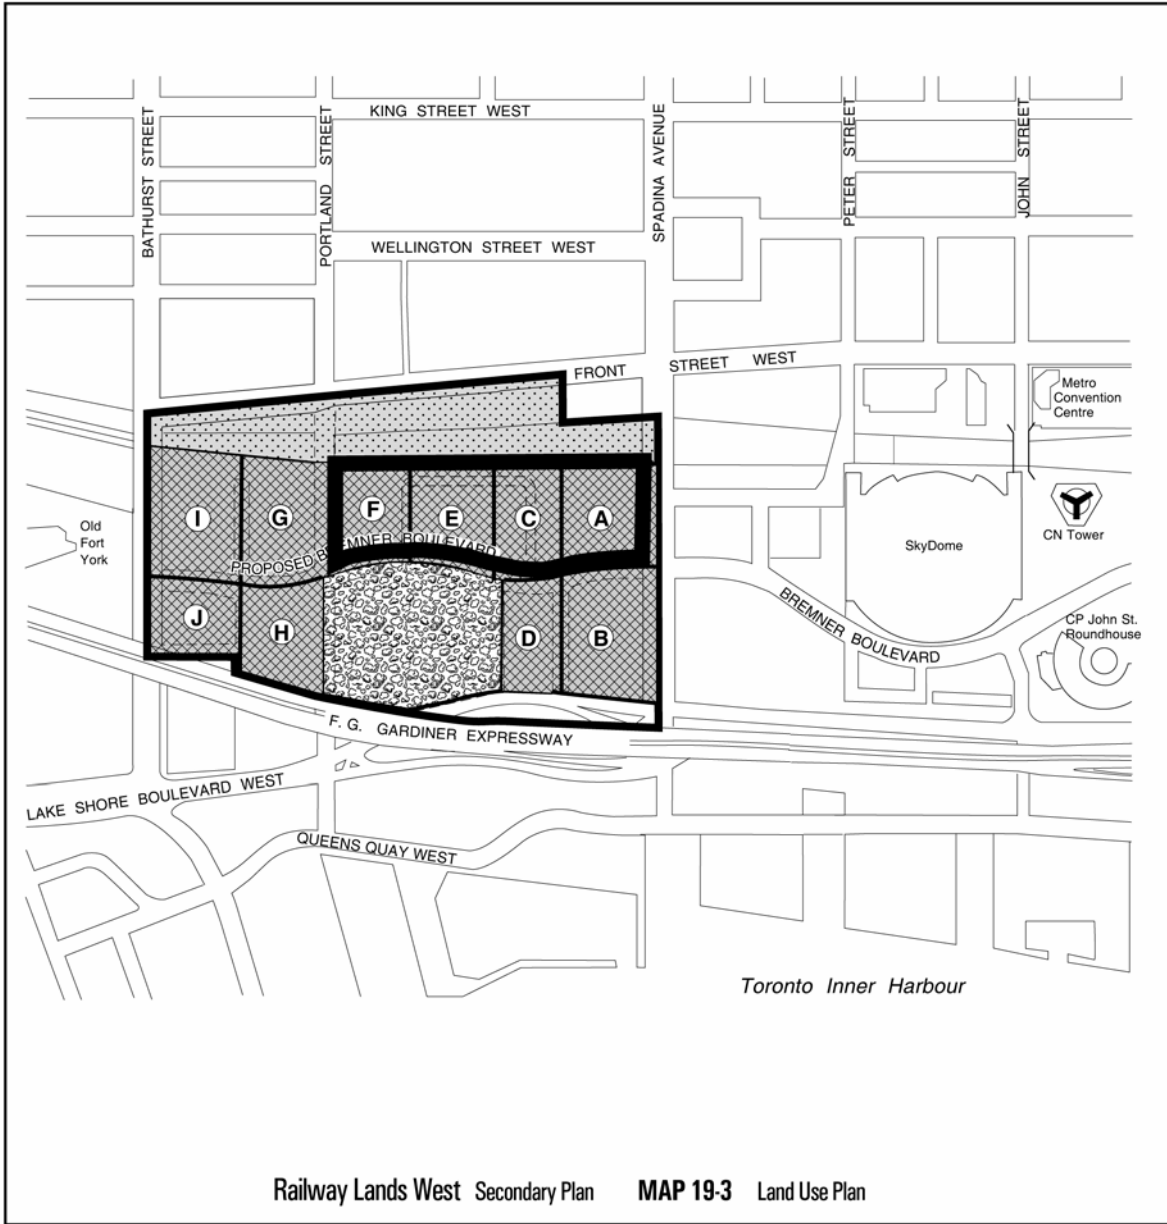 KING STREET WEST
BATHURST STREET
PORTLAND STREET
SPADINA AVENUE
PETER STREET
JOHN STREET
WELLINGTON STREET WEST
FRONT STREET WEST
Metro
Convention
Centre
I
G
F
E
C
A
Old
Fort
York
PROPOSED BREMNER BOULEVARD
SkyDome
CN Tower
J
H
D
B
BREMNER BOULEVARD
CP John St.
Roundhouse
F. G. GARDINER EXPRESSWAY
LAKE SHORE BOULEVARD WEST
QUEENS QUAY WEST
Toronto Inner Harbour
Railway Lands West Secondary Plan MAP 19-3 Land Use Plan